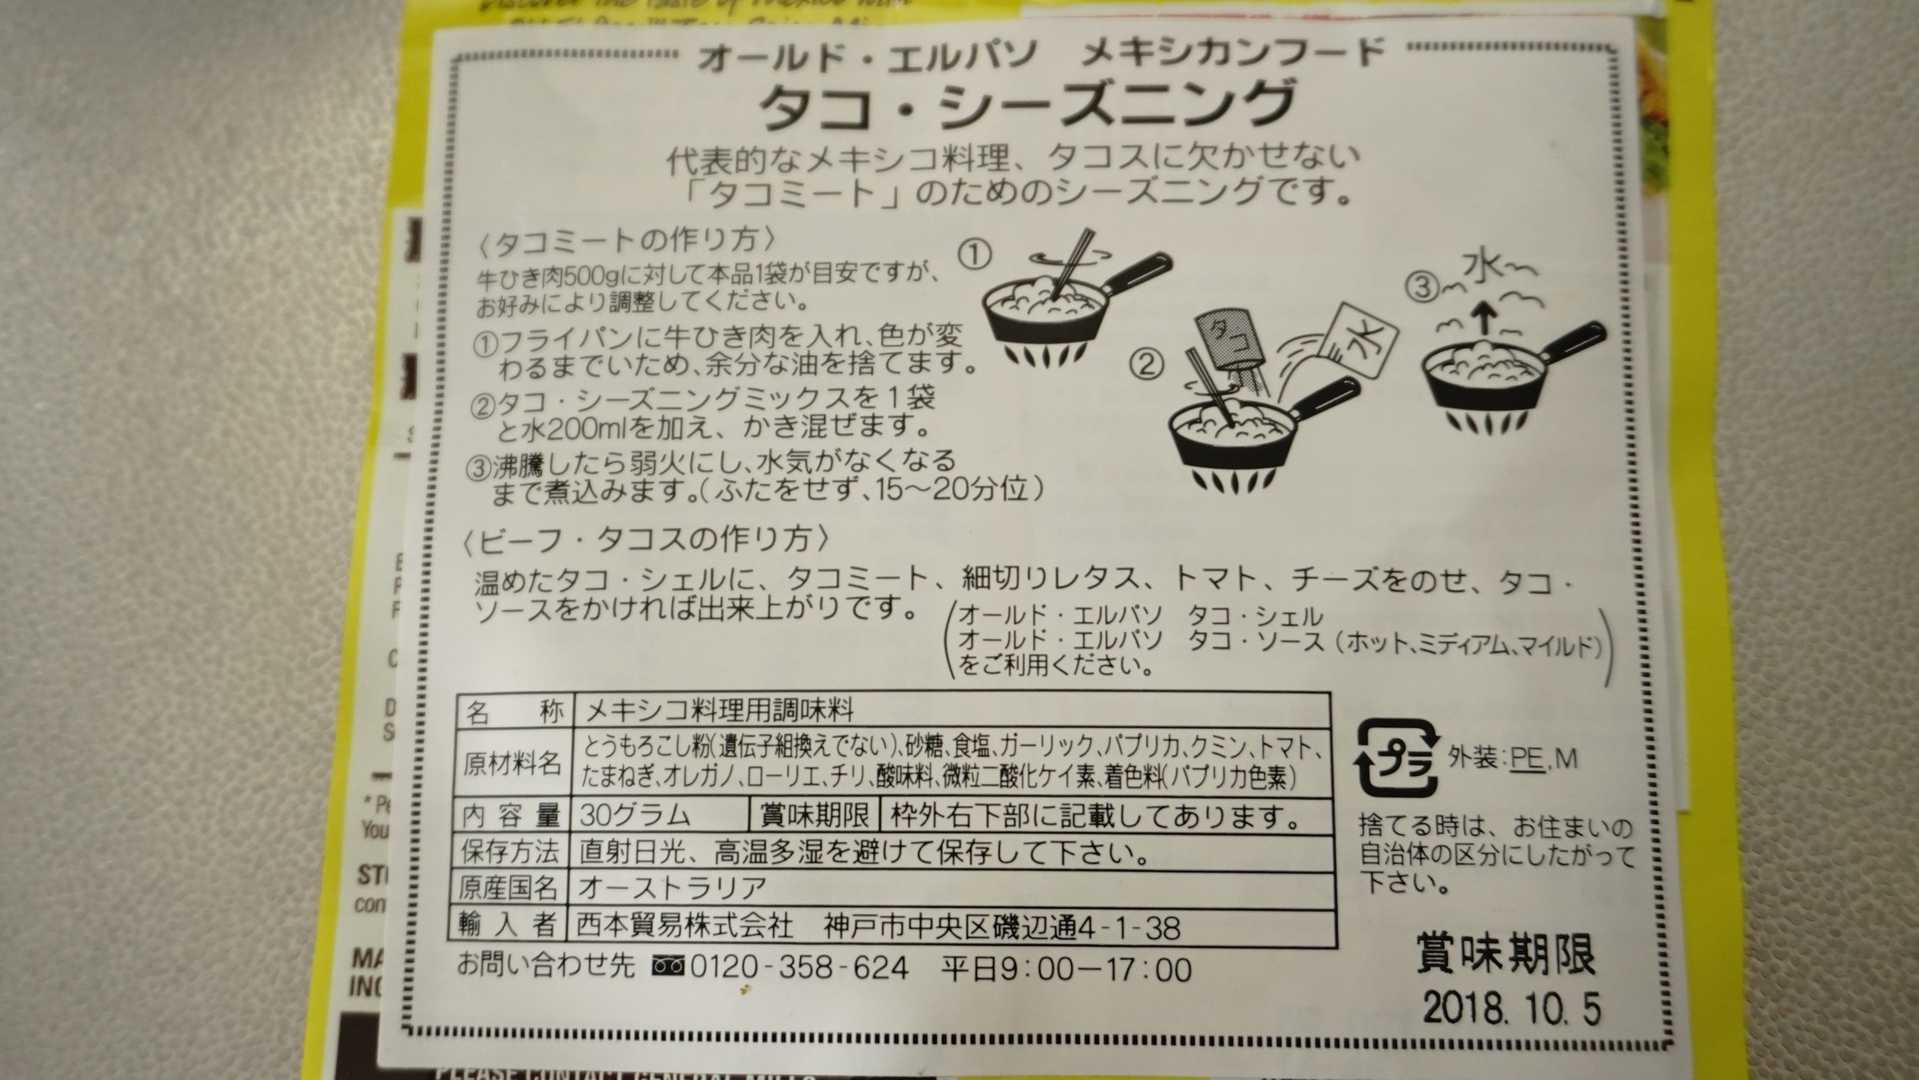 オールド・エルパソ メキシカンフード
タコ・シーズニング
代表的なメキシコ料理、タコスに欠かせない
「タコミート」のためのシーズニングです。
〈タコミートの作り方〉
牛ひき肉500gに対して本品1袋が目安ですが、
お好みにより調整してください。
①フライパンに牛ひき肉を入れ、色が変
わるまでいため、余分な油を捨てます。
②タコ・シーズニングミックスを1袋
と水200mlを加え、かき混ぜます。
③沸騰したら弱火にし、水気がなくなる
まで煮込みます。(ふたをせず、15〜20分位)
①
②
タコ
水
③
水
〈ビーフ・タコスの作り方〉
温めたタコ・シェルに、タコミート、細切りレタス、トマト、チーズをのせ、タコ・
ソースをかければ出来上がりです。
(オールド・エルパソ タコ・シェル
オールド・エルパソ タコ・ソース(ホット、ミディアム、マイルド)
をご利用ください。)
名称 メキシコ料理用調味料
原材料名 とうもろこし粉(遺伝子組換えでない)、砂糖、食塩、ガーリック、パプリカ、クミン、トマト、
たまねぎ、オレガノ、ローリエ、チリ、酸味料、微粒二酸化ケイ素、着色料(パプリカ色素)
内容量 30グラム 賞味期限 枠外右下部に記載してあります。
保存方法 直射日光、高温多湿を避けて保存して下さい。
原産国名 オーストラリア
輸入者 西本貿易株式会社 神戸市中央区磯辺通4-1-38
お問い合わせ先 0120-358-624 平日9:00ー17:00
プラ 外装:PE,M
捨てる時は、お住まいの
自治体の区分にしたがって
下さい。
賞味期限
2018. 10. 5
* Pe
You
STI
con
MA
INC
PLEASE CONTACT GENERAL MILLS